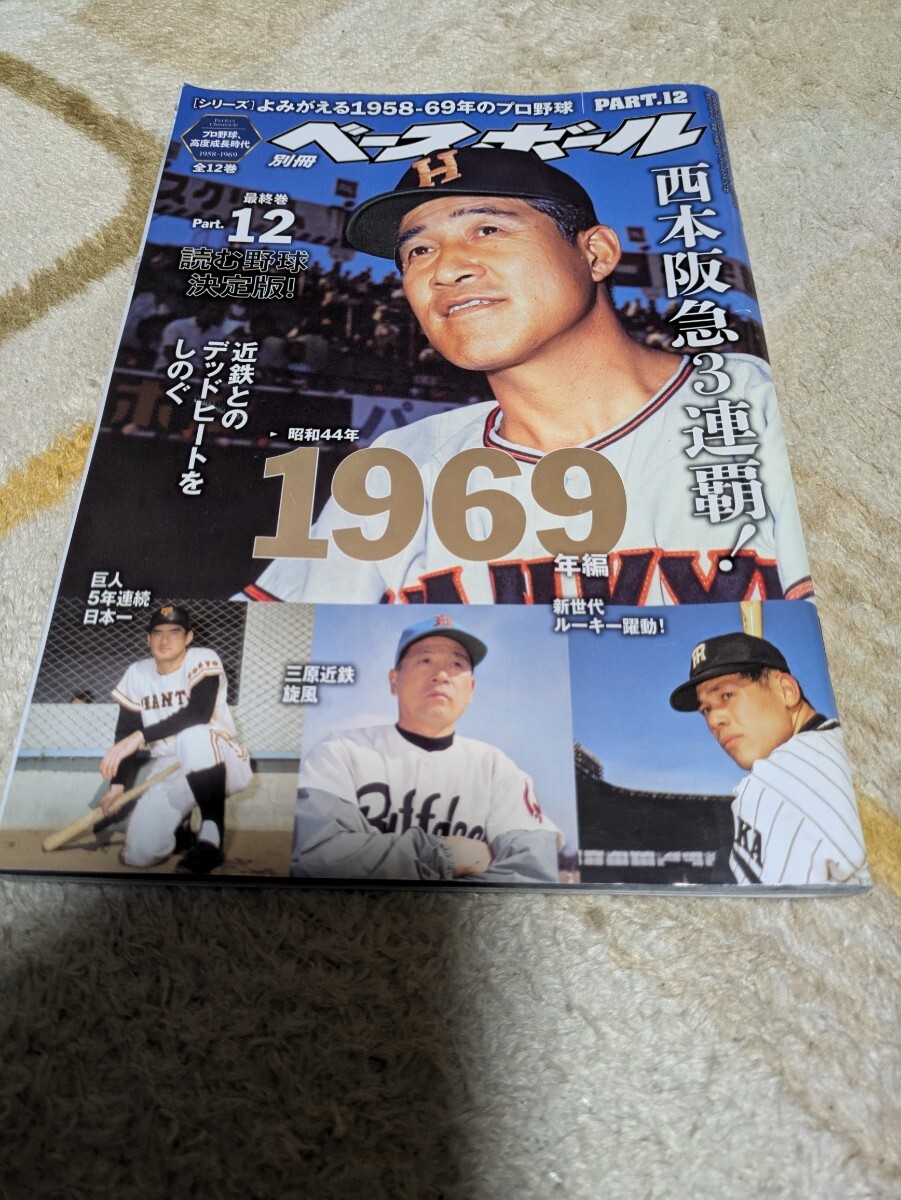 ［シリーズ］よみがえる1958-69年のプロ野球 PART.12
Perfect
Chronicle
プロ野球、
高度成長時代
1958-1969
全12巻
別冊 ベースボール
H
西本阪急3連覇！
最終巻
Part.12
読む野球
決定版！
近鉄との
デッドヒートを
しのぐ
昭和44年
1969
年編
巨人
5年連続
日本一
三原近鉄
旋風
新世代
ルーキー躍動！
TOKYO
GIANTS
Buffaloe